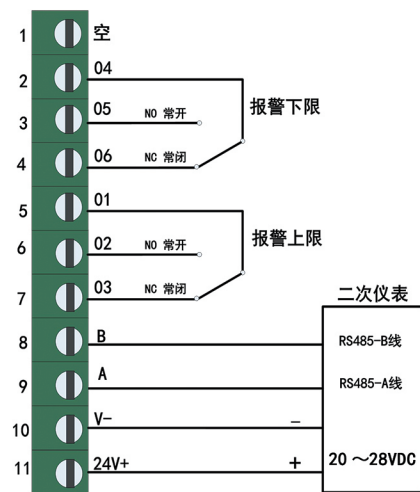 1 空
2 04
报警下限
3 05 NO 常开
4 06 NC 常闭
5 01
报警上限
6 02 NO 常开
7 03 NC 常闭
二次仪表
8 B RS485-B线
9 A RS485-A线
10 V- －
11 24V+ + 20 ～28VDC